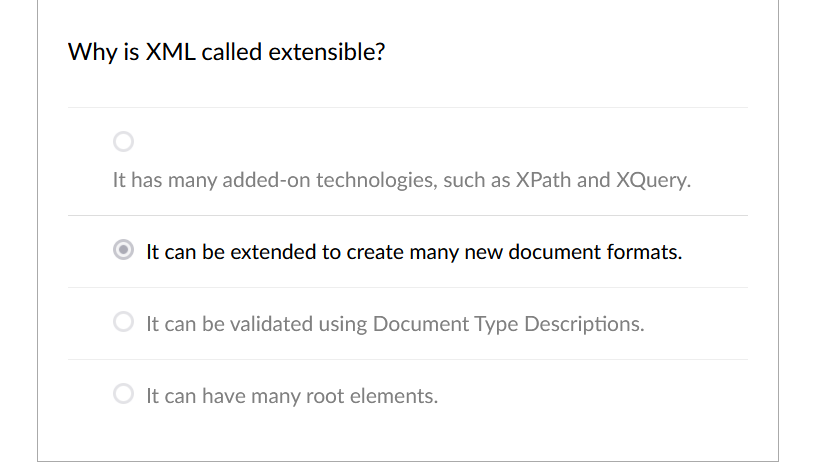 Why is XML called extensible?
It has many added-on technologies, such as XPath and XQuery.
It can be extended to create many new document formats.
It can be validated using Document Type Descriptions.
It can have many root elements.